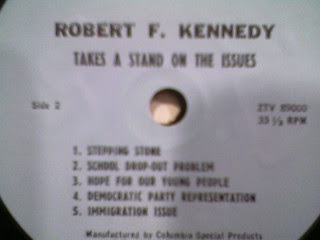 ROBERT F. KENNEDY
TAKES A STAND ON THE ISSUES
Side 2
ZTV 89000
33 ⅓ RPM
1. STEPPING STONE
2. SCHOOL DROP-OUT PROBLEM
3. HOPE FOR OUR YOUNG PEOPLE
4. DEMOCRATIC PARTY REPRESENTATION
5. IMMIGRATION ISSUE
Manufactured by Columbia Special Products